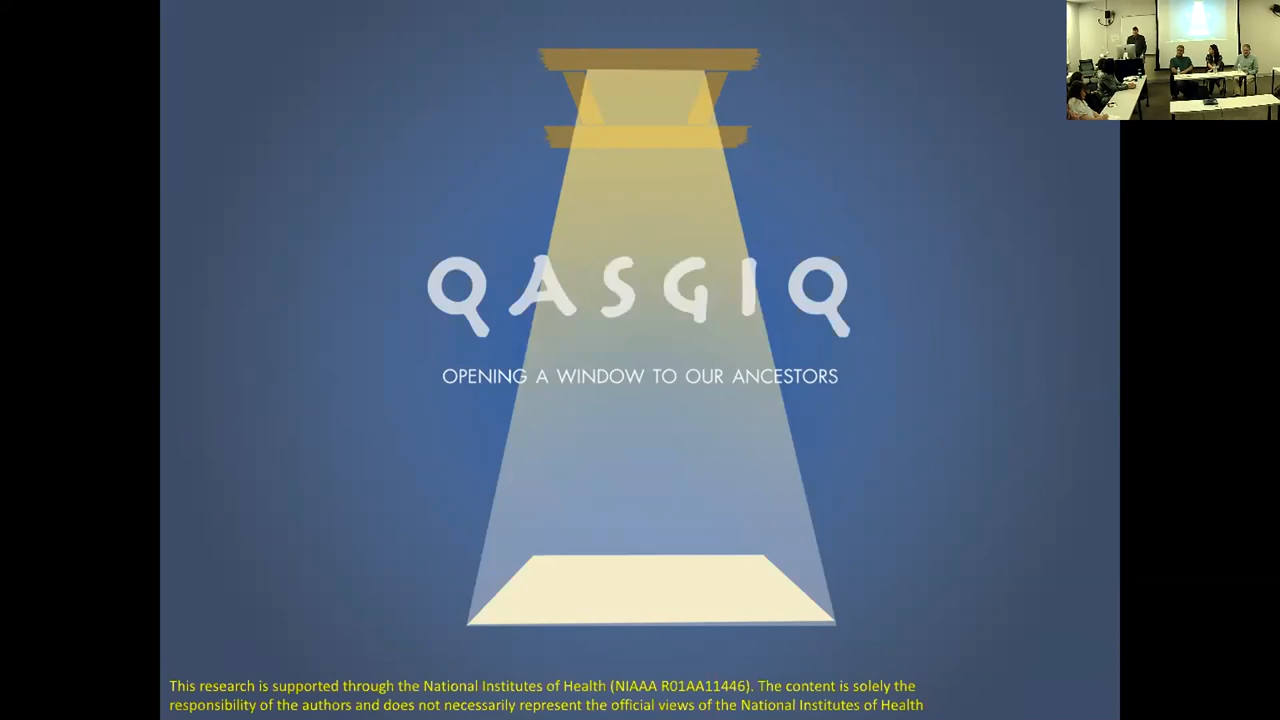 QASGIQ
OPENING A WINDOW TO OUR ANCESTORS
This research is supported through the National Institutes of Health (NIAAA R01AA11446). The content is solely the
responsibility of the authors and does not necessarily represent the official views of the National Institutes of Health